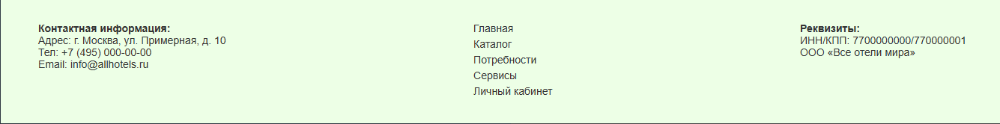 Контактная информация:
Адрес: г. Москва, ул. Примерная, д. 10
Тел: +7 (495) 000-00-00
Email: info@allhotels.ru
Главная
Каталог
Потребности
Сервисы
Личный кабинет
Реквизиты:
ИНН/КПП: 7700000000/770000001
ООО «Все отели мира»